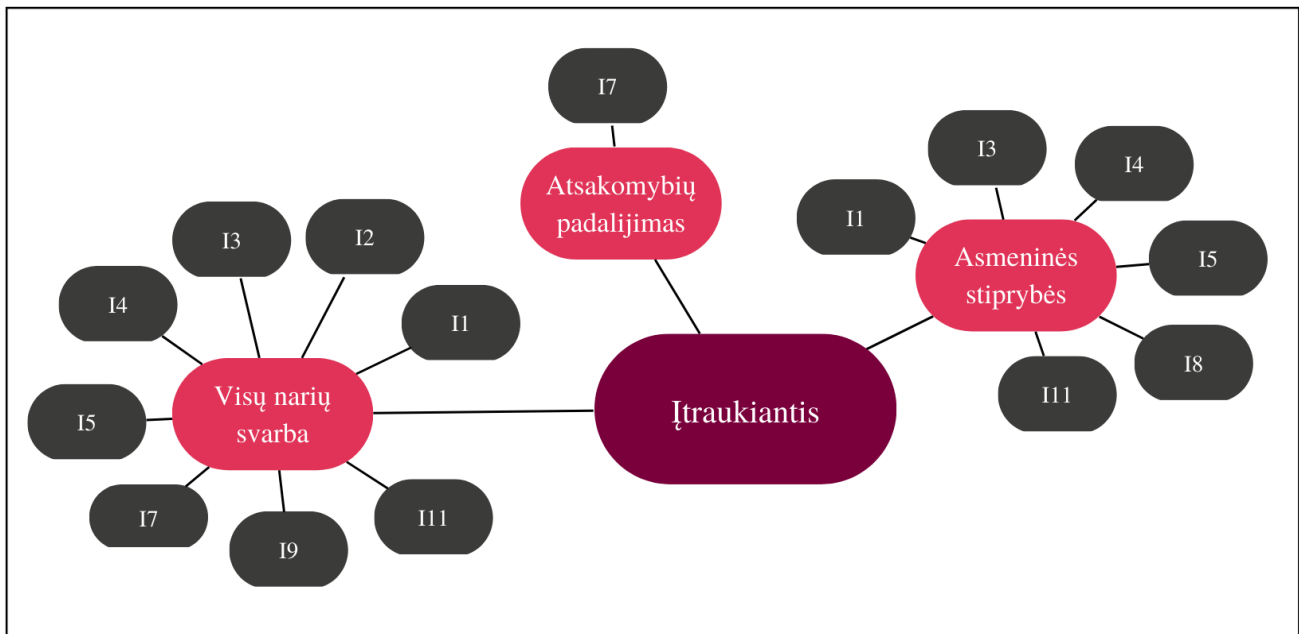 I7
Atsakomybių
padalijimas
I3
I4
I1
Asmeninės
stiprybės
I5
I8
I11
I3
I2
I4
I1
Visų narių
svarba
I5
I7
I9
I11
Įtraukiantis